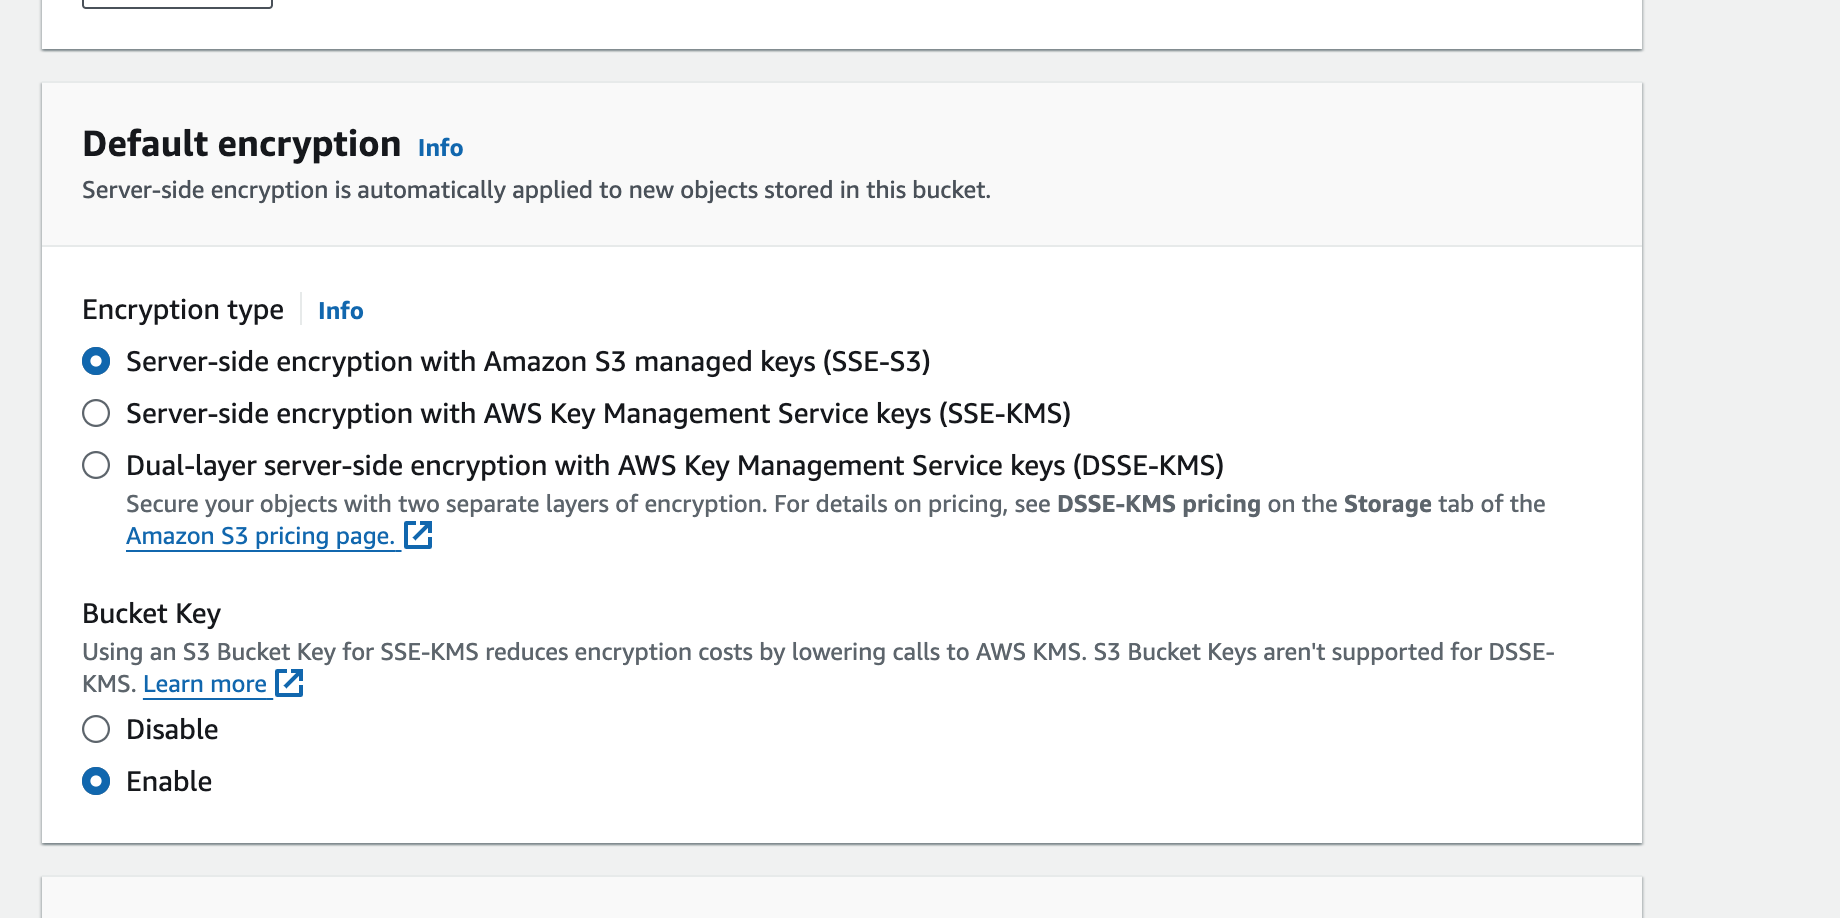 Default encryption Info
Server-side encryption is automatically applied to new objects stored in this bucket.
Encryption type Info
Server-side encryption with Amazon S3 managed keys (SSE-S3)
Server-side encryption with AWS Key Management Service keys (SSE-KMS)
Dual-layer server-side encryption with AWS Key Management Service keys (DSSE-KMS)
Secure your objects with two separate layers of encryption. For details on pricing, see DSSE-KMS pricing on the Storage tab of the
Amazon S3 pricing page.
Bucket Key
Using an S3 Bucket Key for SSE-KMS reduces encryption costs by lowering calls to AWS KMS. S3 Bucket Keys aren't supported for DSSE-
KMS. Learn more
Disable
Enable